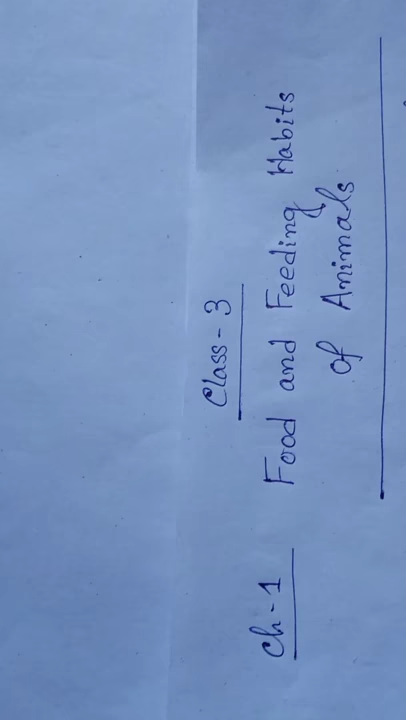 Class - 3
Ch - 1 Food and Feeding Habits
of Animals